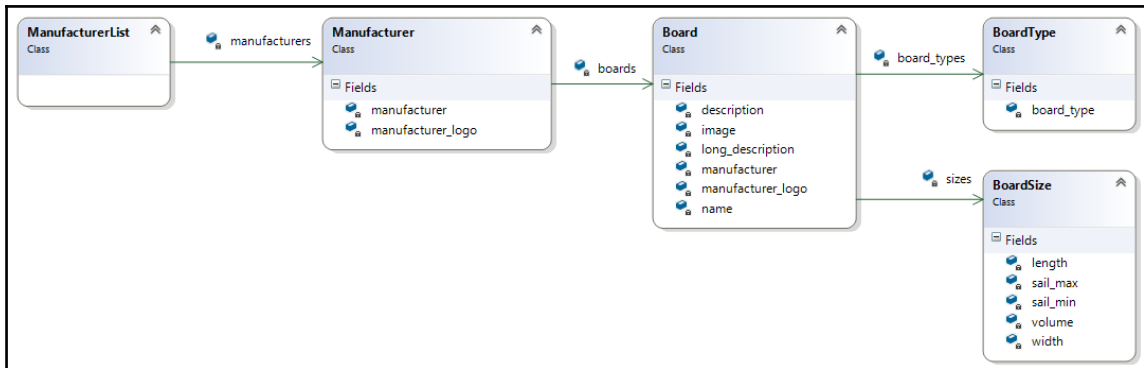 ManufacturerList
Class
manufacturers
Manufacturer
Class
Fields
manufacturer
manufacturer_logo
boards
Board
Class
Fields
description
image
long_description
manufacturer
manufacturer_logo
name
board_types
BoardType
Class
Fields
board_type
sizes
BoardSize
Class
Fields
length
sail_max
sail_min
volume
width